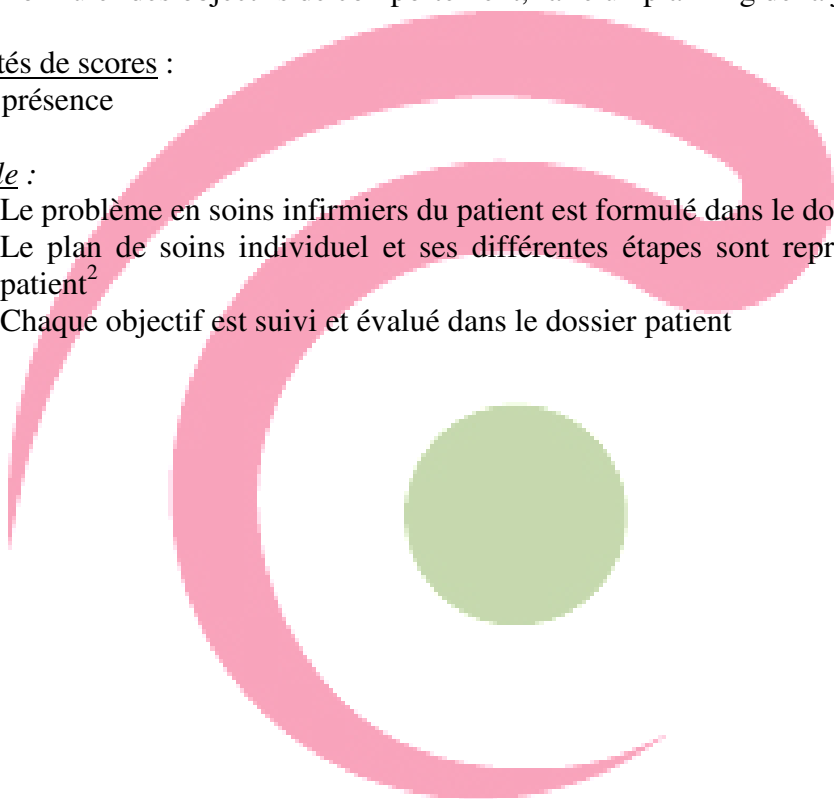 tés de scores :
présence
le :
Le problème en soins infirmiers du patient est formulé dans le do
Le plan de soins individuel et ses différentes étapes sont repr
patient2
Chaque objectif est suivi et évalué dans le dossier patient